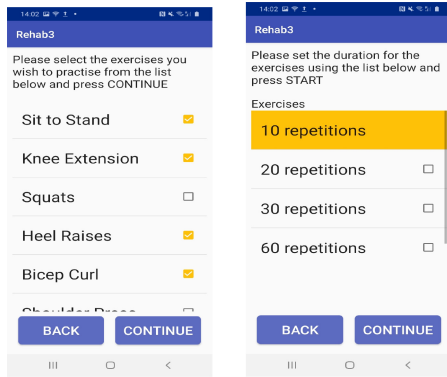 14:02
Rehab3
Please select the exercises you
wish to practise from the list
below and press CONTINUE
Sit to Stand
Knee Extension
Squats
Heel Raises
Bicep Curl
Shoulder Press
BACK
CONTINUE
14:02
Rehab3
Please set the duration for the
exercises using the list below and
press START
Exercises
10 repetitions
20 repetitions
30 repetitions
60 repetitions
BACK
CONTINUE